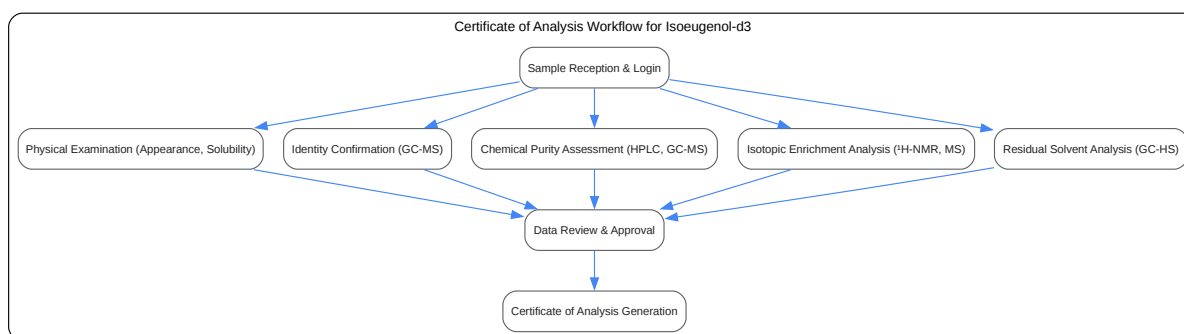 Certificate of Analysis Workflow for Isoeugenol-d3
Sample Reception & Login
Physical Examination (Appearance, Solubility)
Identity Confirmation (GC-MS)
Chemical Purity Assessment (HPLC, GC-MS)
Isotopic Enrichment Analysis (¹H-NMR, MS)
Residual Solvent Analysis (GC-HS)
Data Review & Approval
Certificate of Analysis Generation